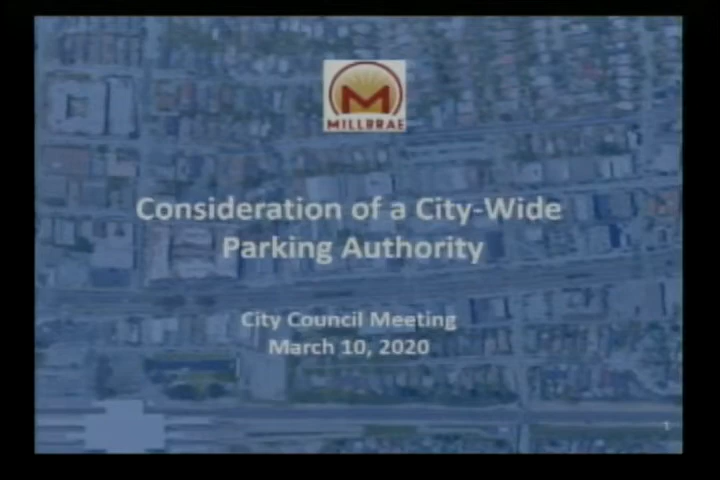 MILLBRAE
Consideration of a City-Wide
Parking Authority
City Council Meeting
March 10, 2020
1